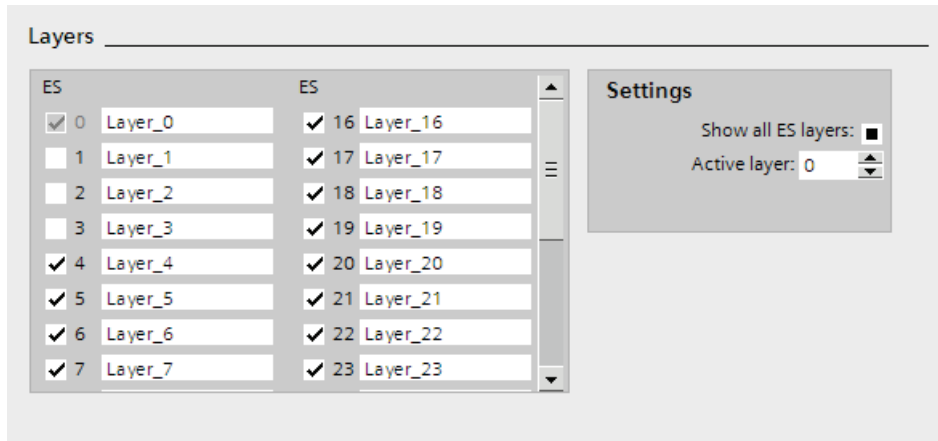 Layers
ES ES
0 Layer_0 16 Layer_16
1 Layer_1 17 Layer_17
2 Layer_2 18 Layer_18
3 Layer_3 19 Layer_19
4 Layer_4 20 Layer_20
5 Layer_5 21 Layer_21
6 Layer_6 22 Layer_22
7 Layer_7 23 Layer_23
Settings
Show all ES layers:
Active layer: 0